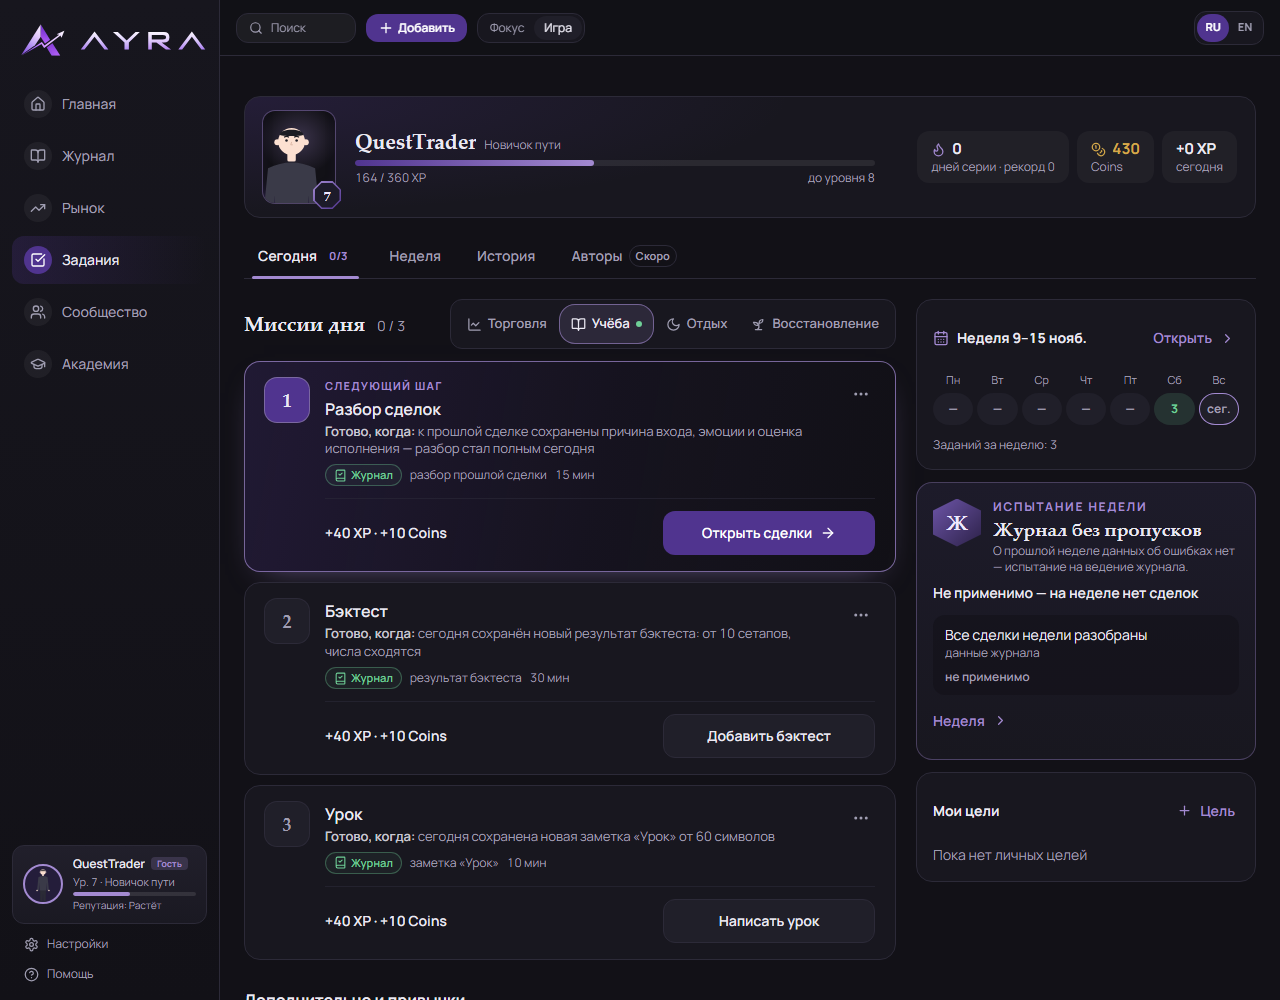 AYRA
Поиск
Добавить
Фокус
Игра
RU
EN
Главная
Журнал
Рынок
Задания
Сообщество
Академия
QuestTrader Новичок пути
7
164 / 360 XP
до уровня 8
0
дней серии · рекорд 0
430
Coins
+0 XP
сегодня
Сегодня 0/3
Неделя
История
Авторы Скоро
Миссии дня 0 / 3
Торговля
Учёба
Отдых
Восстановление
1
СЛЕДУЮЩИЙ ШАГ
Разбор сделок
Готово, когда: к прошлой сделке сохранены причина входа, эмоции и оценка
исполнения — разбор стал полным сегодня
Журнал разбор прошлой сделки 15 мин
+40 XP · +10 Coins
Открыть сделки
2
Бэктест
Готово, когда: сегодня сохранён новый результат бэктеста: от 10 сетапов,
числа сходятся
Журнал результат бэктеста 30 мин
+40 XP · +10 Coins
Добавить бэктест
3
Урок
Готово, когда: сегодня сохранена новая заметка «Урок» от 60 символов
Журнал заметка «Урок» 10 мин
+40 XP · +10 Coins
Написать урок
Дополнительно и привычки
Неделя 9–15 нояб.
Открыть
Пн Вт Ср Чт Пт Сб Вс
– – – – – 3 сег.
Заданий за неделю: 3
Ж
ИСПЫТАНИЕ НЕДЕЛИ
Журнал без пропусков
О прошлой неделе данных об ошибках нет
— испытание на ведение журнала.
Не применимо — на неделе нет сделок
Все сделки недели разобраны
данные журнала
не применимо
Неделя
Мои цели
Цель
Пока нет личных целей
QuestTrader Гость
Ур. 7 · Новичок пути
Репутация: Растёт
Настройки
Помощь